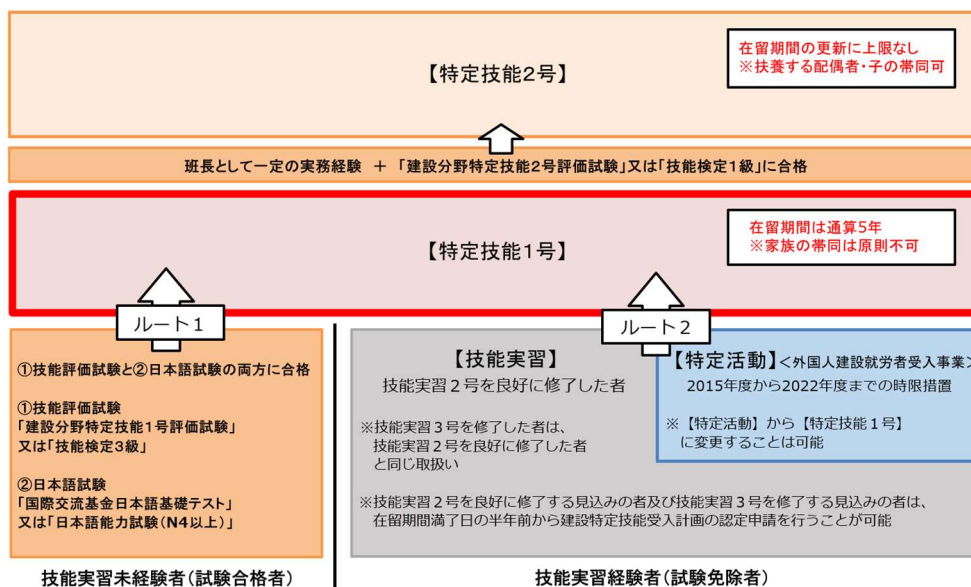 【特定技能2号】
在留期間の更新に上限なし
※扶養する配偶者・子の帯同可
班長として一定の実務経験 + 「建設分野特定技能2号評価試験」又は「技能検定1級」に合格
【特定技能1号】
在留期間は通算5年
※家族の帯同は原則不可
ルート1
ルート2
①技能評価試験と②日本語試験の両方に合格
①技能評価試験
「建設分野特定技能1号評価試験」
又は「技能検定3級」
②日本語試験
「国際交流基金日本語基礎テスト」
又は「日本語能力試験(N4以上)」
【技能実習】
技能実習2号を良好に修了した者
※技能実習3号を修了した者は、
技能実習2号を良好に修了した者
と同じ取扱い
【特定活動】<外国人建設就労者受入事業>
2015年度から2022年度までの時限措置
※【特定活動】から【特定技能1号】
に変更することは可能
※技能実習2号を良好に修了する見込みの者及び技能実習3号を修了する見込みの者は、
在留期間満了日の半年前から建設特定技能受入計画の認定申請を行うことが可能
技能実習未経験者(試験合格者)
技能実習経験者(試験免除者)